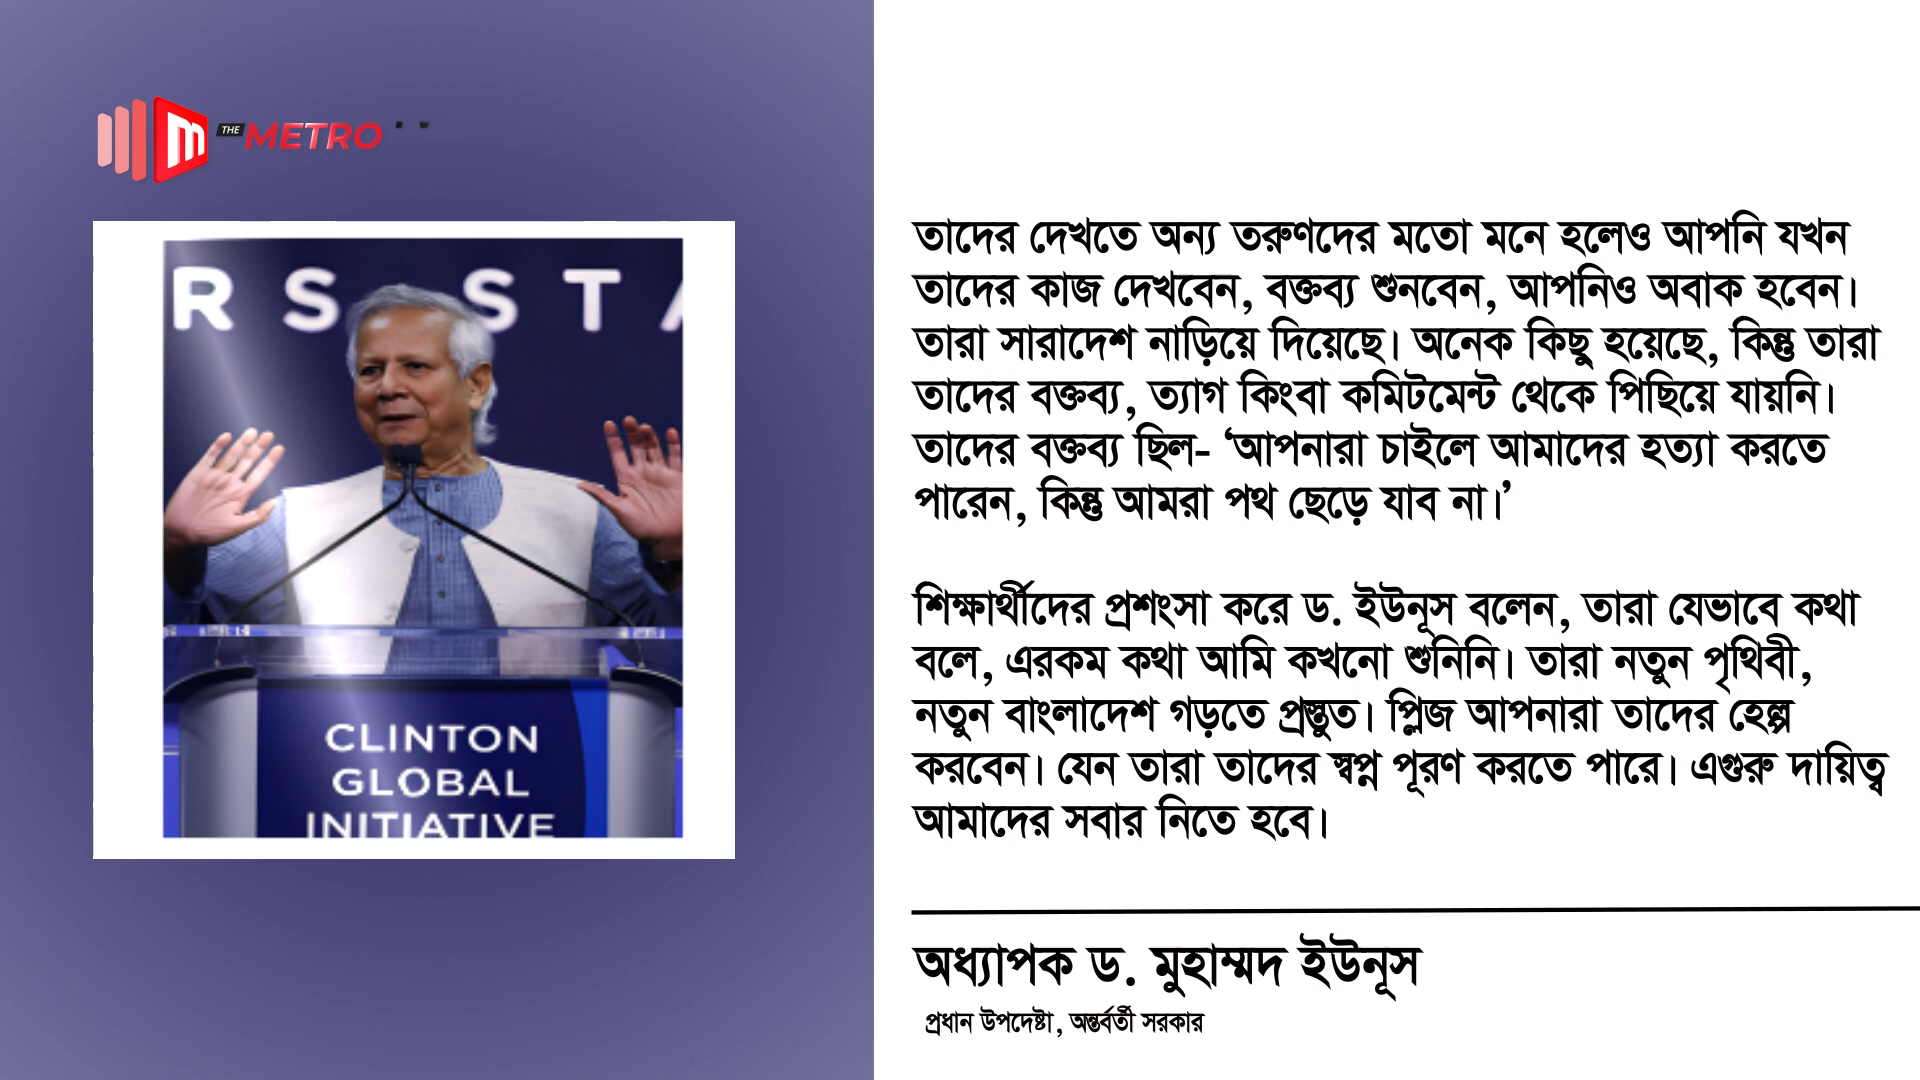 THE METRO
RS STA
CLINTON
GLOBAL
INITIATIVE
তাদের দেখতে অন্য তরুণদের মতো মনে হলেও আপনি যখন
তাদের কাজ দেখবেন, বক্তব্য শুনবেন, আপনিও অবাক হবেন।
তারা সারাদেশ নাড়িয়ে দিয়েছে। অনেক কিছু হয়েছে, কিন্তু তারা
তাদের বক্তব্য, ত্যাগ কিংবা কমিটমেন্ট থেকে পিছিয়ে যায়নি।
তাদের বক্তব্য ছিল- ‘আপনারা চাইলে আমাদের হত্যা করতে
পারেন, কিন্তু আমরা পথ ছেড়ে যাব না।’
শিক্ষার্থীদের প্রশংসা করে ড. ইউনূস বলেন, তারা যেভাবে কথা
বলে, এরকম কথা আমি কখনো শুনিনি। তারা নতুন পৃথিবী,
নতুন বাংলাদেশ গড়তে প্রস্তুত। প্লিজ আপনারা তাদের হেল্প
করবেন। যেন তারা তাদের স্বপ্ন পূরণ করতে পারে। এগুরু দায়িত্ব
আমাদের সবার নিতে হবে।
অধ্যাপক ড. মুহাম্মদ ইউনূস
প্রধান উপদেষ্টা, অন্তর্বর্তী সরকার